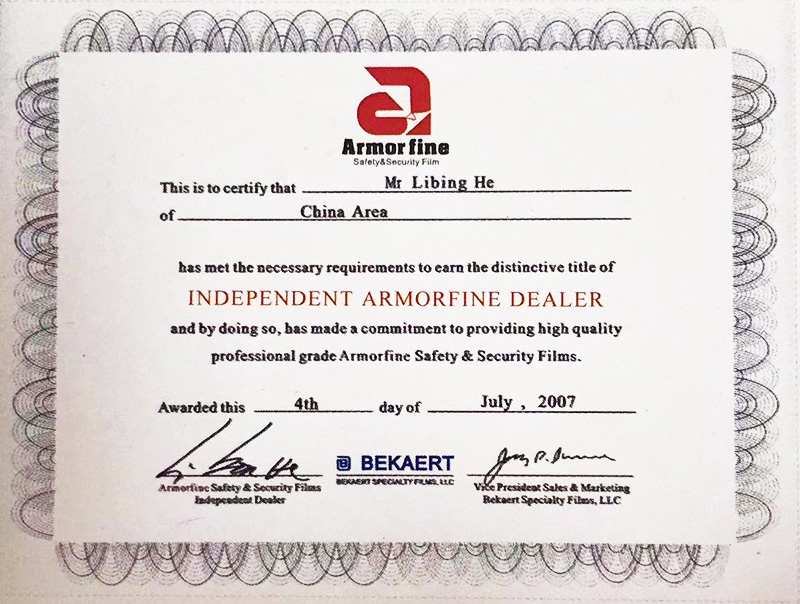 Armorfine
Safety&Security Film
This is to certify that Mr Libing He
of China Area
has met the necessary requirements to earn the distinctive title of
INDEPENDENT ARMORFINE DEALER
and by doing so, has made a commitment to providing high quality
professional grade Armorfine Safety & Security Films.
Awarded this 4th day of July , 2007
BEKAERT
BEKAERT SPECIALTY FILMS, LLC
Armorfine Safety & Security Films
Independent Dealer
Vice President Sales & Marketing
Bekaert Specialty Films, LLC